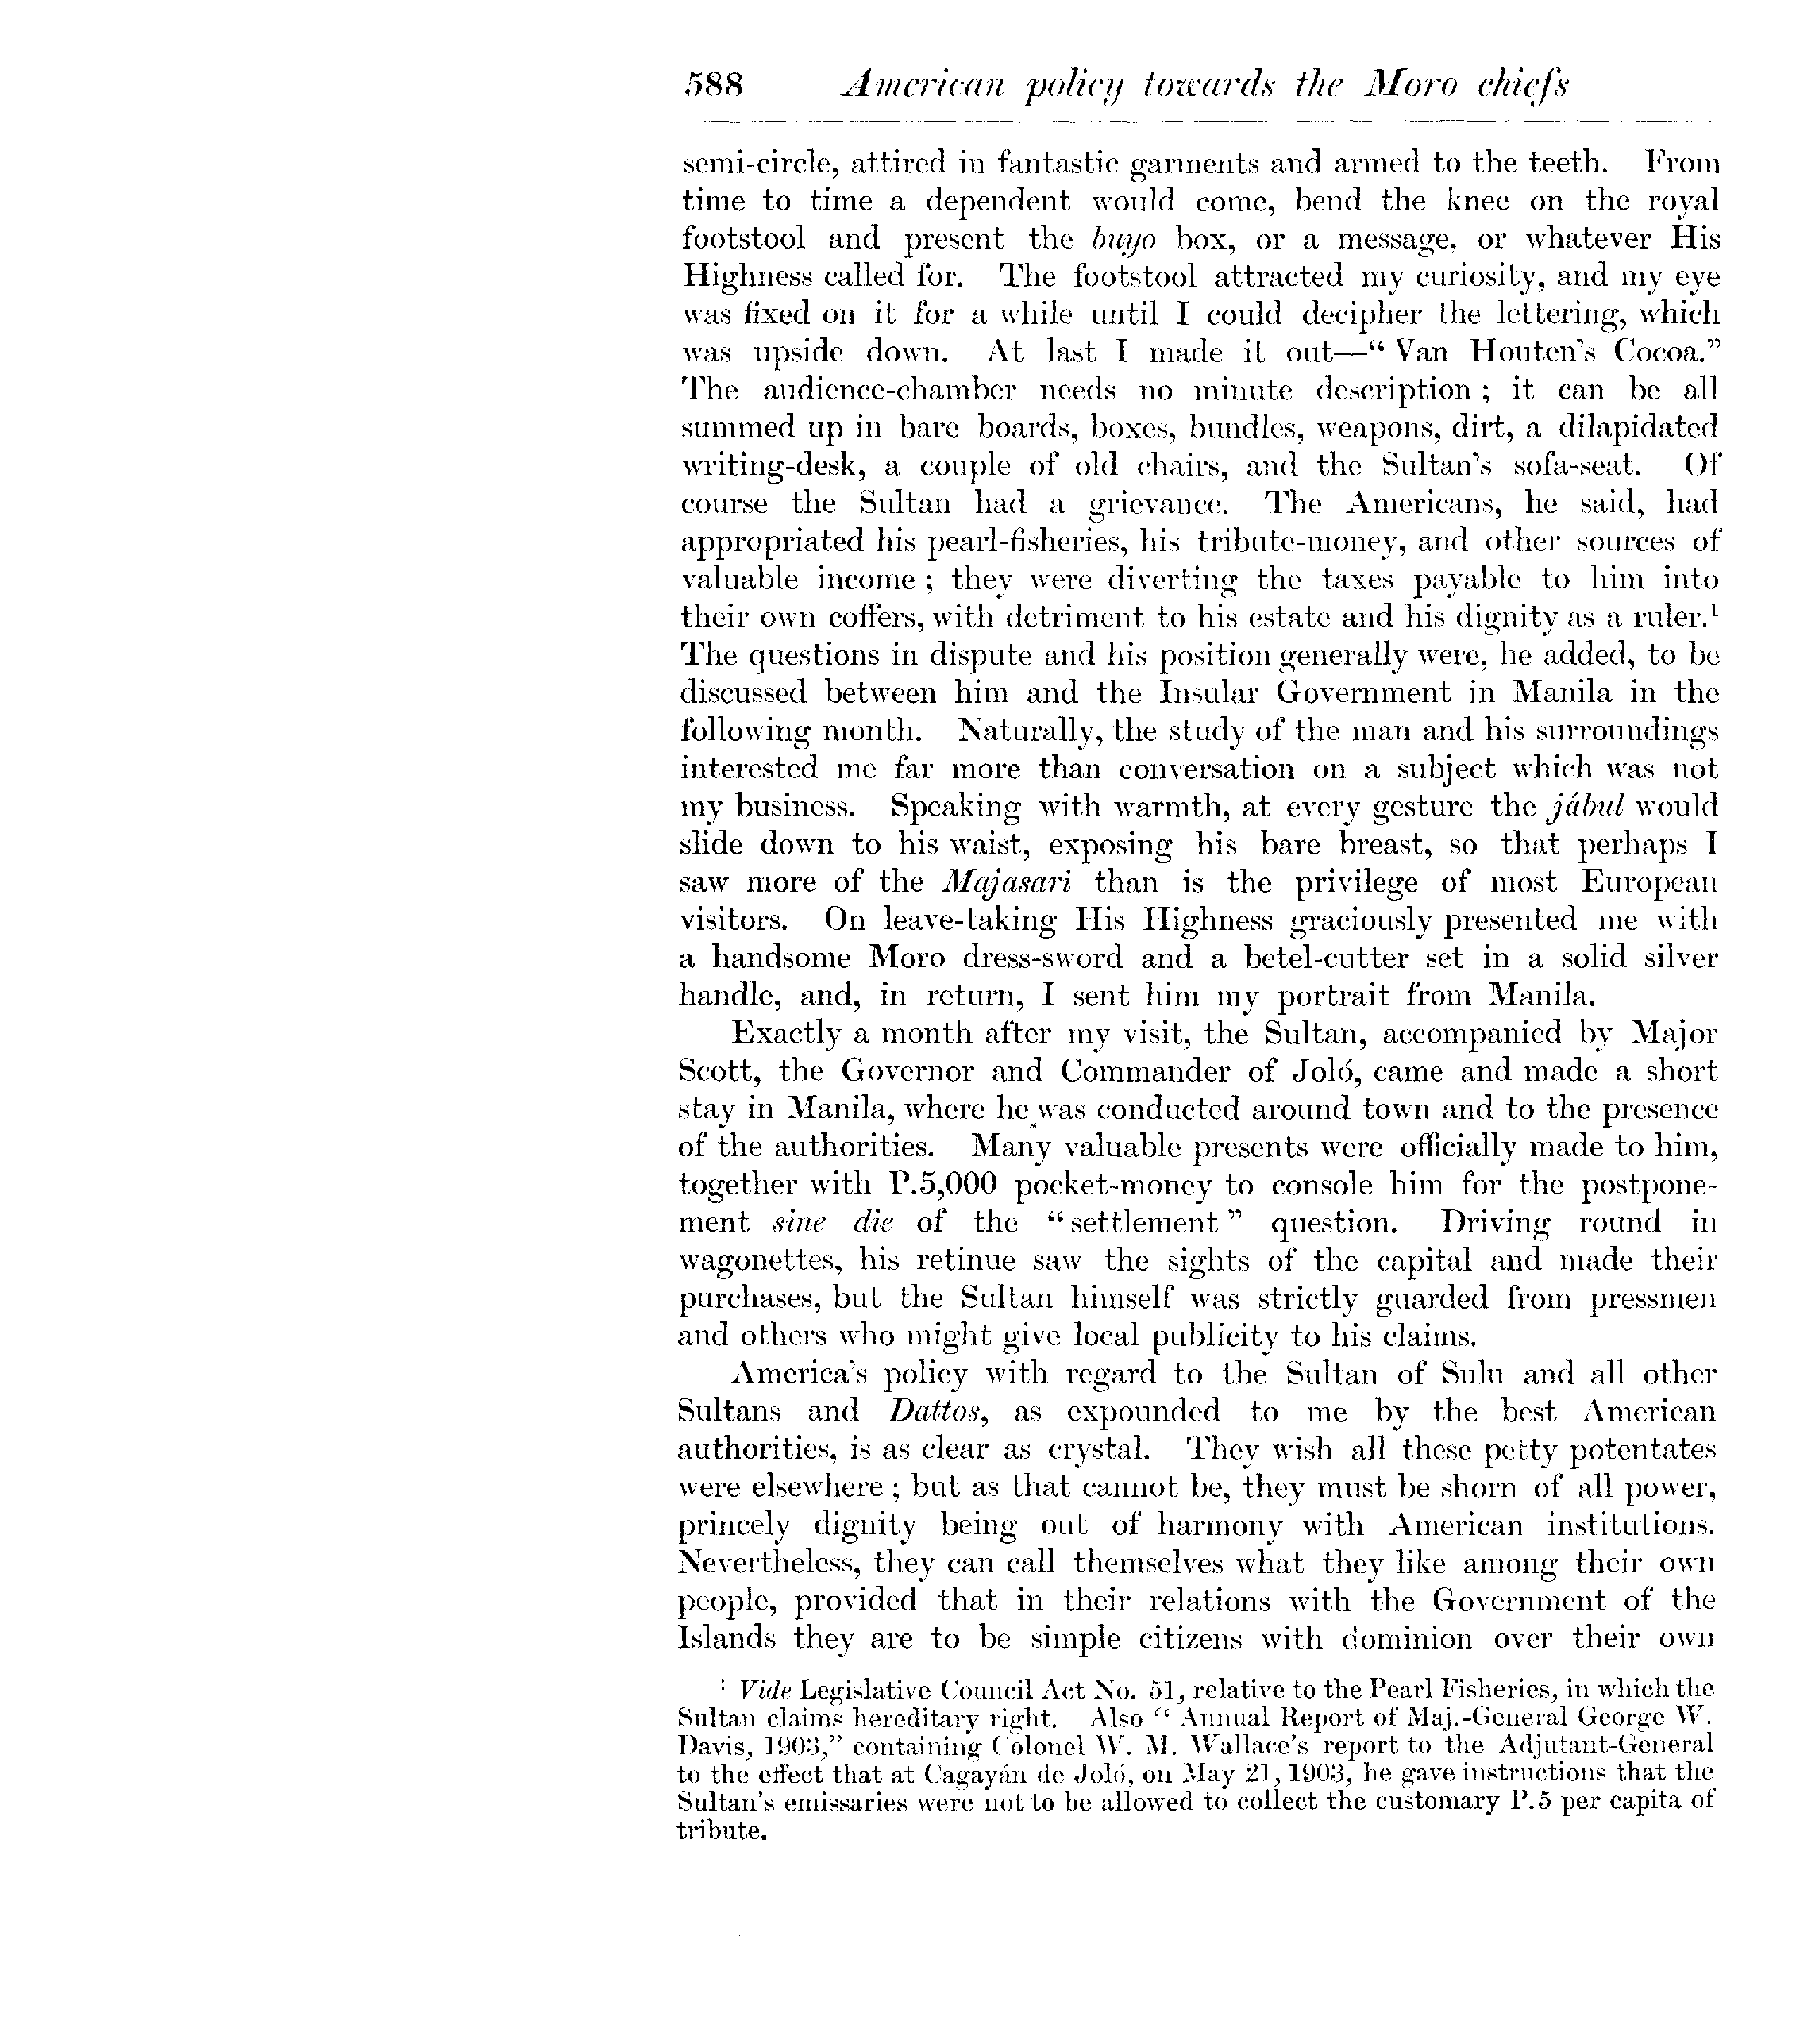 588 American policy towards the Moro chiefs
semi-circle, attired in fantastic garments and armed to the teeth. From
time to time a dependent would come, bend the knee on the royal
footstool and present the buyo box, or a message, or whatever His
Highness called for. The footstool attracted my curiosity, and my eye
was fixed on it for a while until I could decipher the lettering, which
was upside down. At last I made it out—“ Van Houten's Cocoa.”
The audience-chamber needs no minute description ; it can be all
summed up in bare boards, boxes, bundles, weapons, dirt, a dilapidated
writing-desk, a couple of old chairs, and the Sultan's sofa-seat. Of
course the Sultan had a grievance. The Americans, he said, had
appropriated his pearl-fisheries, his tribute-money, and other sources of
valuable income ; they were diverting the taxes payable to him into
their own coffers, with detriment to his estate and his dignity as a ruler.¹
The questions in dispute and his position generally were, he added, to be
discussed between him and the Insular Government in Manila in the
following month. Naturally, the study of the man and his surroundings
interested me far more than conversation on a subject which was not
my business. Speaking with warmth, at every gesture the jábul would
slide down to his waist, exposing his bare breast, so that perhaps I
saw more of the Majasari than is the privilege of most European
visitors. On leave-taking His Highness graciously presented me with
a handsome Moro dress-sword and a betel-cutter set in a solid silver
handle, and, in return, I sent him my portrait from Manila.
Exactly a month after my visit, the Sultan, accompanied by Major
Scott, the Governor and Commander of Joló, came and made a short
stay in Manila, where he was conducted around town and to the presence
of the authorities. Many valuable presents were officially made to him,
together with P.5,000 pocket-money to console him for the postpone-
ment sine die of the “ settlement ” question. Driving round in
wagonettes, his retinue saw the sights of the capital and made their
purchases, but the Sultan himself was strictly guarded from pressmen
and others who might give local publicity to his claims.
America's policy with regard to the Sultan of Sulu and all other
Sultans and Dattos, as expounded to me by the best American
authorities, is as clear as crystal. They wish all these petty potentates
were elsewhere ; but as that cannot be, they must be shorn of all power,
princely dignity being out of harmony with American institutions.
Nevertheless, they can call themselves what they like among their own
people, provided that in their relations with the Government of the
Islands they are to be simple citizens with dominion over their own
¹ Vide Legislative Council Act No. 51, relative to the Pearl Fisheries, in which the
Sultan claims hereditary right. Also “ Annual Report of Maj.-General George W.
Davis, 1903,” containing Colonel W. M. Wallace's report to the Adjutant-General
to the effect that at Cagayán de Joló, on May 21, 1903, he gave instructions that the
Sultan's emissaries were not to be allowed to collect the customary P.5 per capita of
tribute.